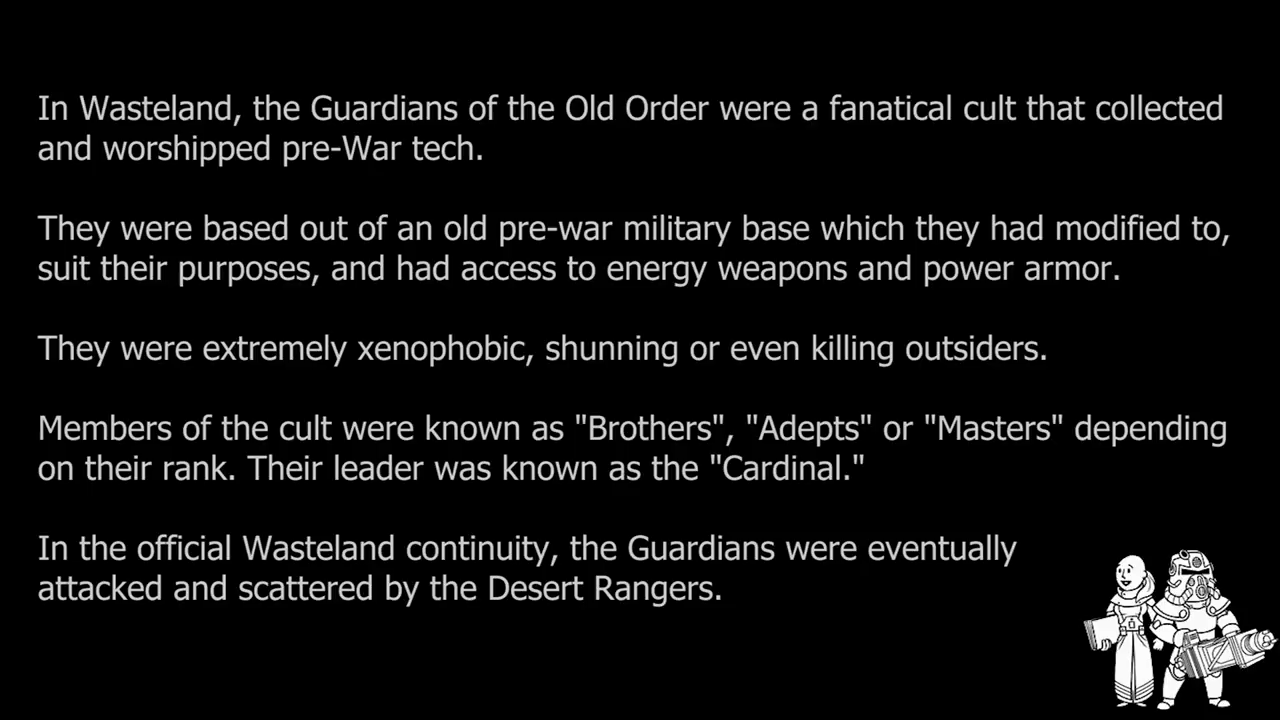 In Wasteland, the Guardians of the Old Order were a fanatical cult that collected
and worshipped pre-War tech.
They were based out of an old pre-war military base which they had modified to,
suit their purposes, and had access to energy weapons and power armor.
They were extremely xenophobic, shunning or even killing outsiders.
Members of the cult were known as "Brothers", "Adepts" or "Masters" depending
on their rank. Their leader was known as the "Cardinal."
In the official Wasteland continuity, the Guardians were eventually
attacked and scattered by the Desert Rangers.